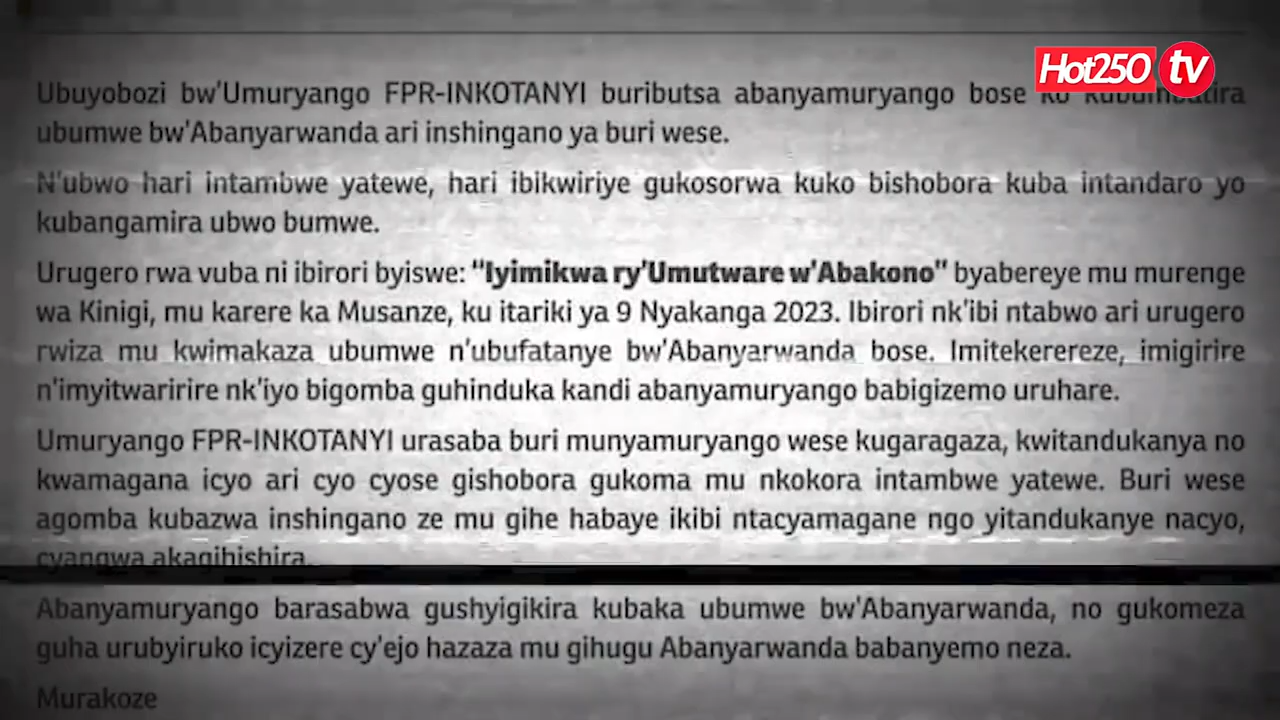 Hot250 tv
Ubuyobozi bw'Umuryango FPR-INKOTANYI buributsa abanyamuryango bose ko kubumbatira
ubumwe bw'Abanyarwanda ari inshingano ya buri wese.
N'ubwo hari intambwe yatewe, hari ibikwiriye gukosorwa kuko bishobora kuba intandaro yo
kubangamira ubwo bumwe.
Urugero rwa vuba ni ibirori byiswe: "Iyimikwa ry'Umutware w'Abakono" byabereye mu murenge
wa Kinigi, mu karere ka Musanze, ku itariki ya 9 Nyakanga 2023. Ibirori nk'ibi ntabwo ari urugero
rwiza mu kwimakaza ubumwe n'ubufatanye bw'Abanyarwanda bose. Imitekerereze, imigirire
n'imyitwaririre nk'iyo bigomba guhinduka kandi abanyamuryango babigizemo uruhare.
Umuryango FPR-INKOTANYI urasaba buri munyamuryango wese kugaragaza, kwitandukanya no
kwamagana icyo ari cyo cyose gishobora gukoma mu nkokora intambwe yatewe. Buri wese
agomba kubazwa inshingano ze mu gihe habaye ikibi ntacyamagane ngo yitandukanye nacyo,
cyangwa akagihishira.
Abanyamuryango barasabwa gushyigikira kubaka ubumwe bw'Abanyarwanda, no gukomeza
guha urubyiruko icyizere cy'ejo hazaza mu gihugu Abanyarwanda babanyemo neza.
Murakoze